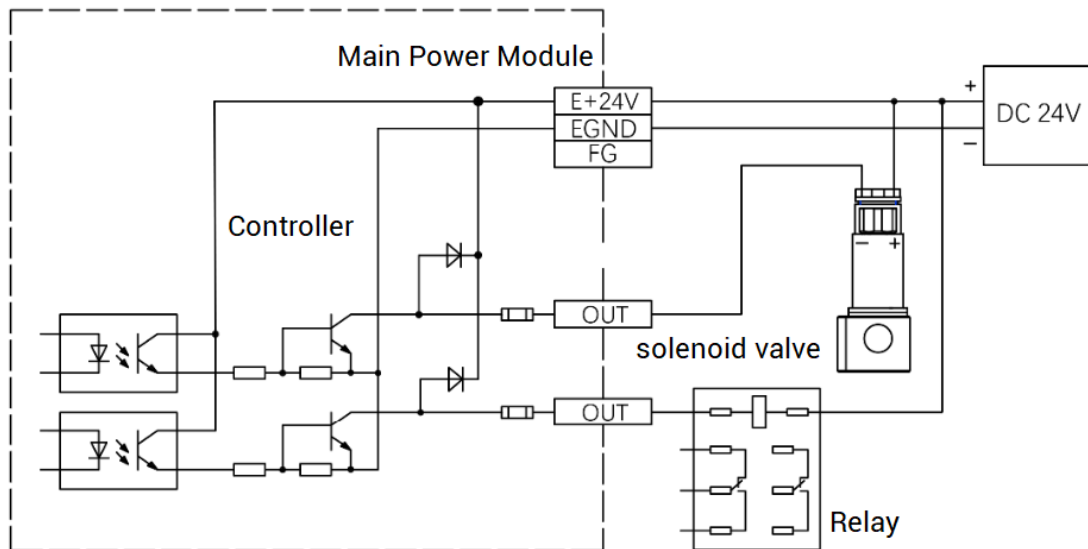 Main Power Module
E+24V
EGND
FG
+
DC 24V
−
Controller
− +
OUT
solenoid valve
OUT
Relay